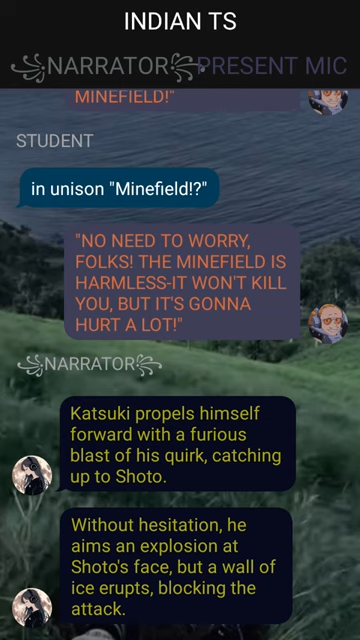 INDIAN TS
NARRATOR PRESENT MIC
MINEFIELD!"
STUDENT
in unison "Minefield!?"
"NO NEED TO WORRY,
FOLKS! THE MINEFIELD IS
HARMLESS-IT WON'T KILL
YOU, BUT IT'S GONNA
HURT A LOT!"
NARRATOR
Katsuki propels himself
forward with a furious
blast of his quirk, catching
up to Shoto.
Without hesitation, he
aims an explosion at
Shoto's face, but a wall of
ice erupts, blocking the
attack.